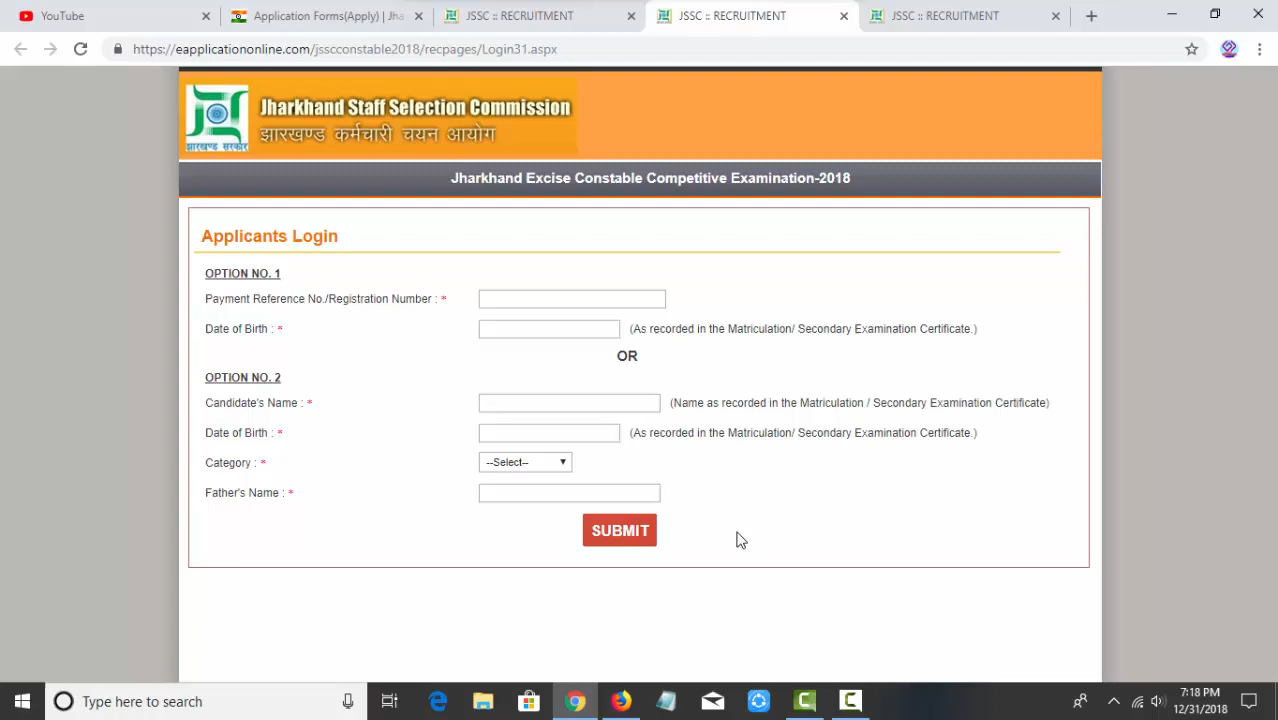 YouTube
Application Forms(Apply) | Jha
JSSC :: RECRUITMENT
JSSC :: RECRUITMENT
JSSC :: RECRUITMENT
https://eapplicationonline.com/jsscconstable2018/recpages/Login31.aspx
Jharkhand Staff Selection Commission
झारखण्ड कर्मचारी चयन आयोग
झारखण्ड सरकार
Jharkhand Excise Constable Competitive Examination-2018
Applicants Login
OPTION NO. 1
Payment Reference No./Registration Number : *
Date of Birth : * (As recorded in the Matriculation/ Secondary Examination Certificate.)
OR
OPTION NO. 2
Candidate's Name : * (Name as recorded in the Matriculation / Secondary Examination Certificate)
Date of Birth : * (As recorded in the Matriculation/ Secondary Examination Certificate.)
Category : * --Select--
Father's Name : *
SUBMIT
Type here to search
7:18 PM
12/31/2018